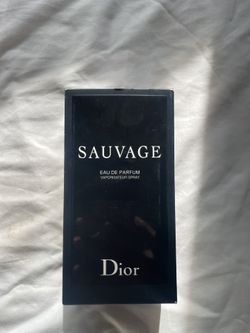 SAUVAGE
EAU DE PARFUM
VAPORISATEUR SPRAY
Dior